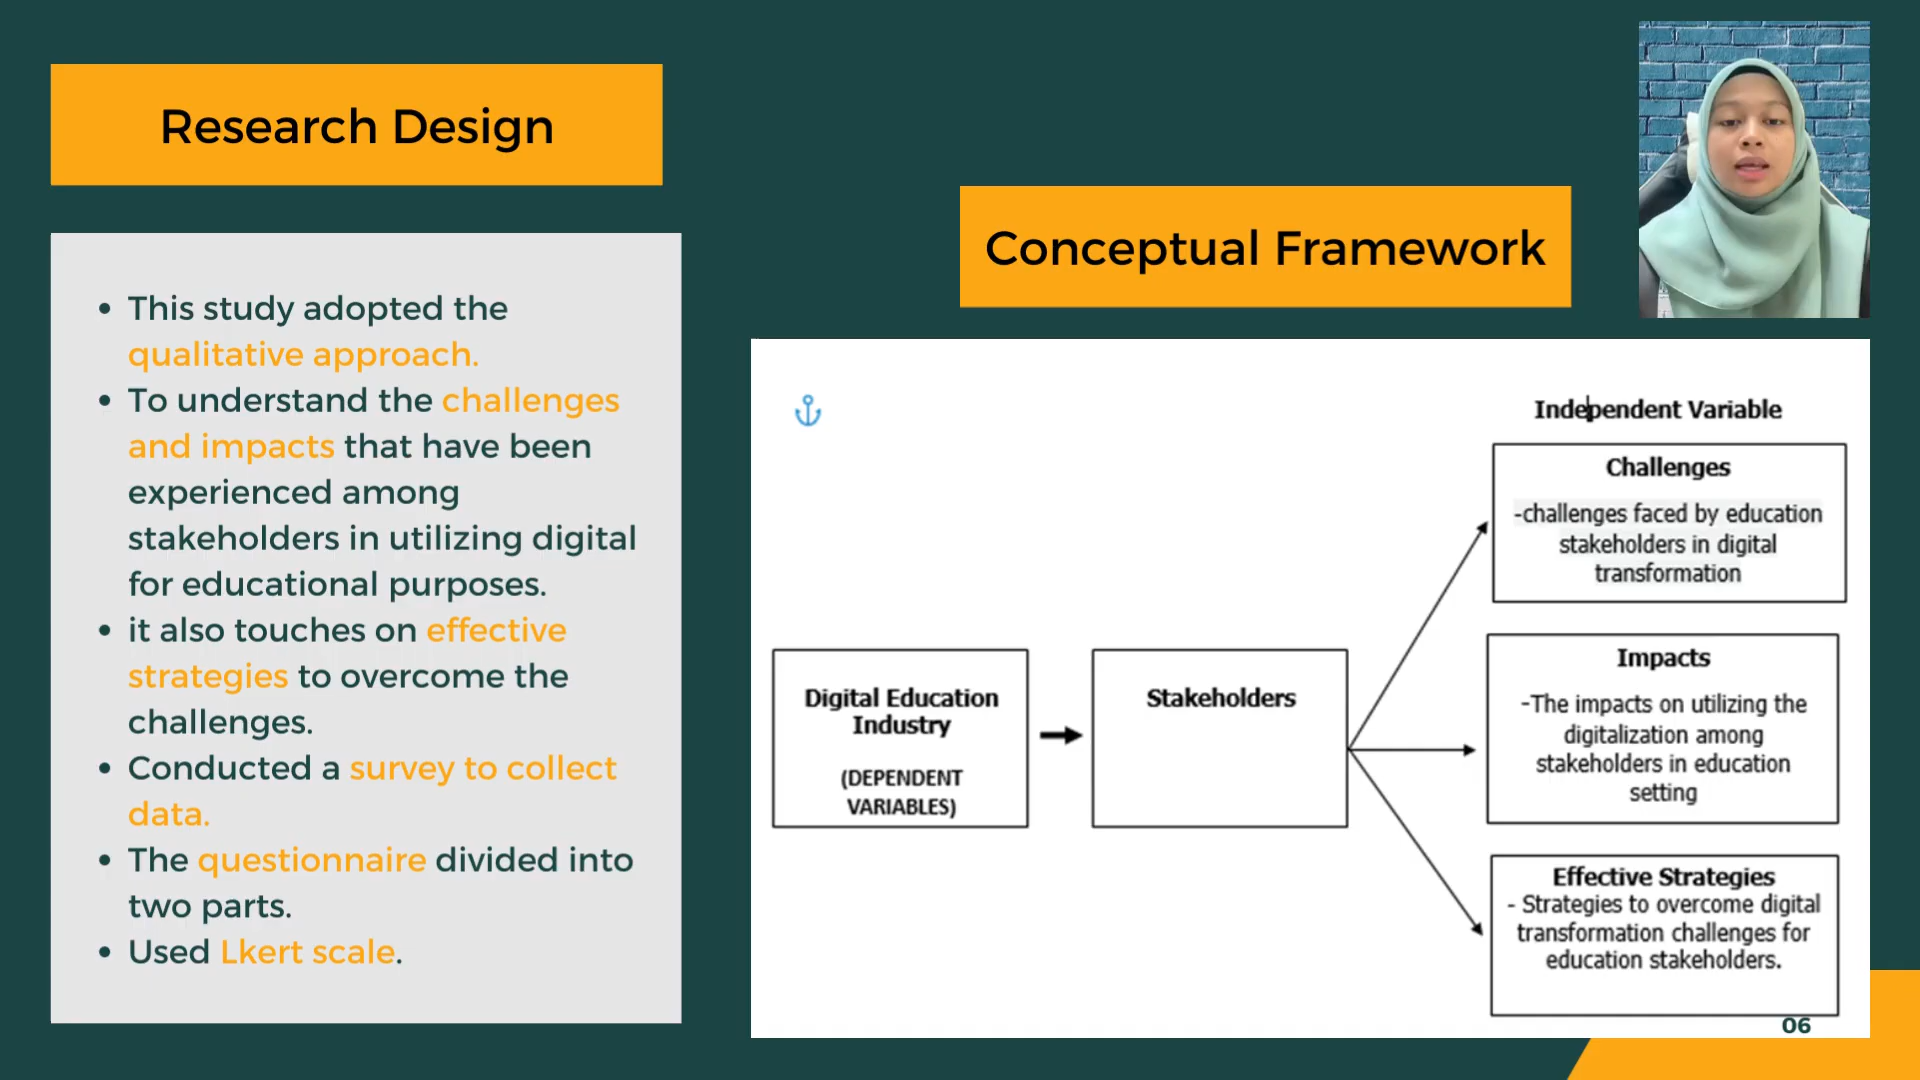 Research Design
This study adopted the
qualitative approach.
To understand the challenges
and impacts that have been
experienced among
stakeholders in utilizing digital
for educational purposes.
it also touches on effective
strategies to overcome the
challenges.
Conducted a survey to collect
data.
The questionnaire divided into
two parts.
Used Lkert scale.
Conceptual Framework
Digital Education
Industry
(DEPENDENT
VARIABLES)
Stakeholders
Independent Variable
Challenges
-challenges faced by education
stakeholders in digital
transformation
Impacts
-The impacts on utilizing the
digitalization among
stakeholders in education
setting
Effective Strategies
- Strategies to overcome digital
transformation challenges for
education stakeholders.
06